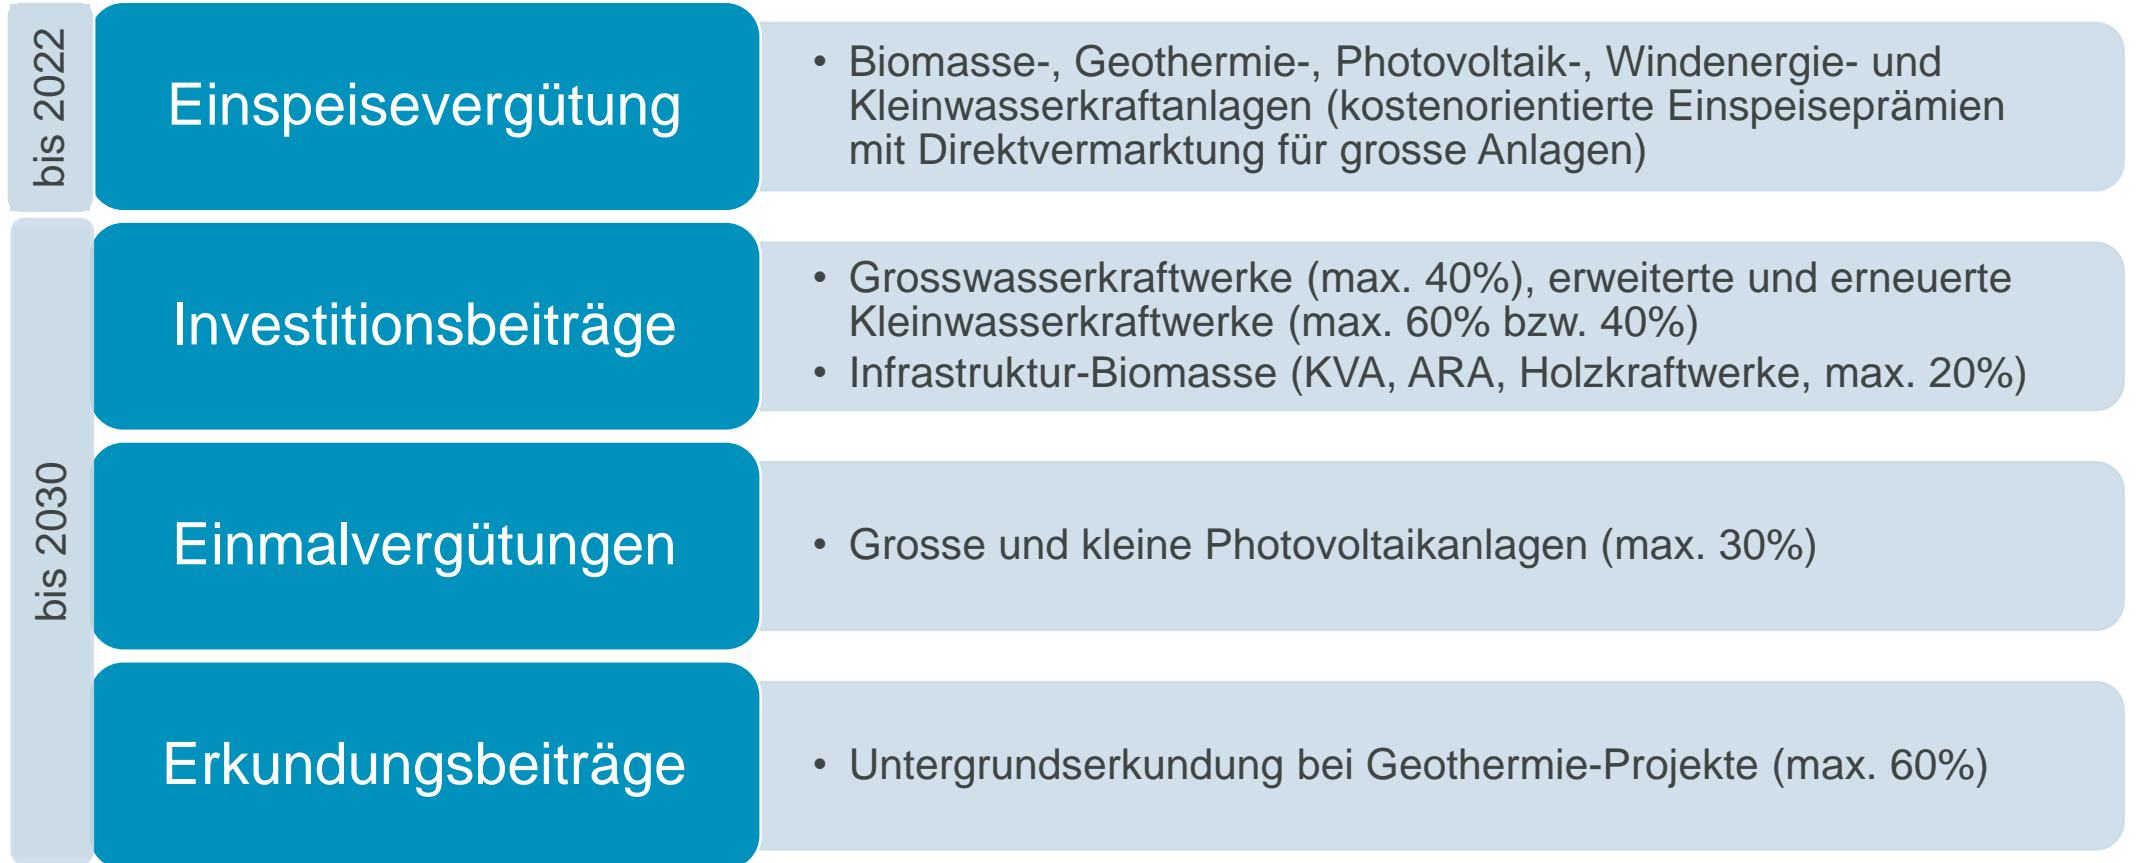 bis 2022
Einspeisevergütung
• Biomasse-, Geothermie-, Photovoltaik-, Windenergie- und
Kleinwasserkraftanlagen (kostenorientierte Einspeiseprämien
mit Direktvermarktung für grosse Anlagen)
bis 2030
Investitionsbeiträge
• Grosswasserkraftwerke (max. 40%), erweiterte und erneuerte
Kleinwasserkraftwerke (max. 60% bzw. 40%)
• Infrastruktur-Biomasse (KVA, ARA, Holzkraftwerke, max. 20%)
Einmalvergütungen
• Grosse und kleine Photovoltaikanlagen (max. 30%)
Erkundungsbeiträge
• Untergrundserkundung bei Geothermie-Projekte (max. 60%)